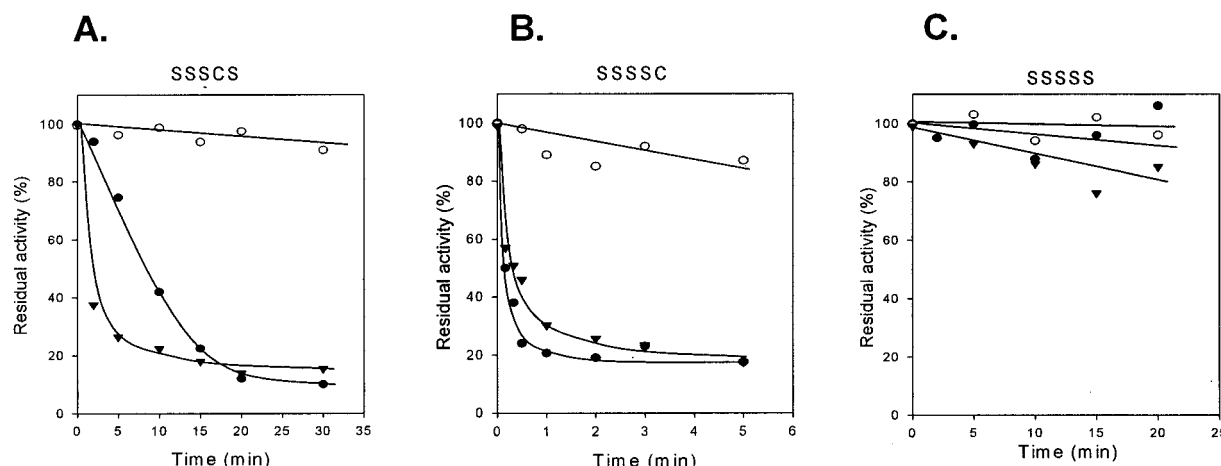 A.
SSSCS
Residual activity (%)
100
80
60
40
20
0
0 5 10 15 20 25 30 35
Time (min)
B.
SSSSC
Residual activity (%)
100
80
60
40
20
0
0 1 2 3 4 5 6
Time (min)
C.
SSSSS
Residual activity (%)
100
80
60
40
20
0
0 5 10 15 20 25
Time (min)